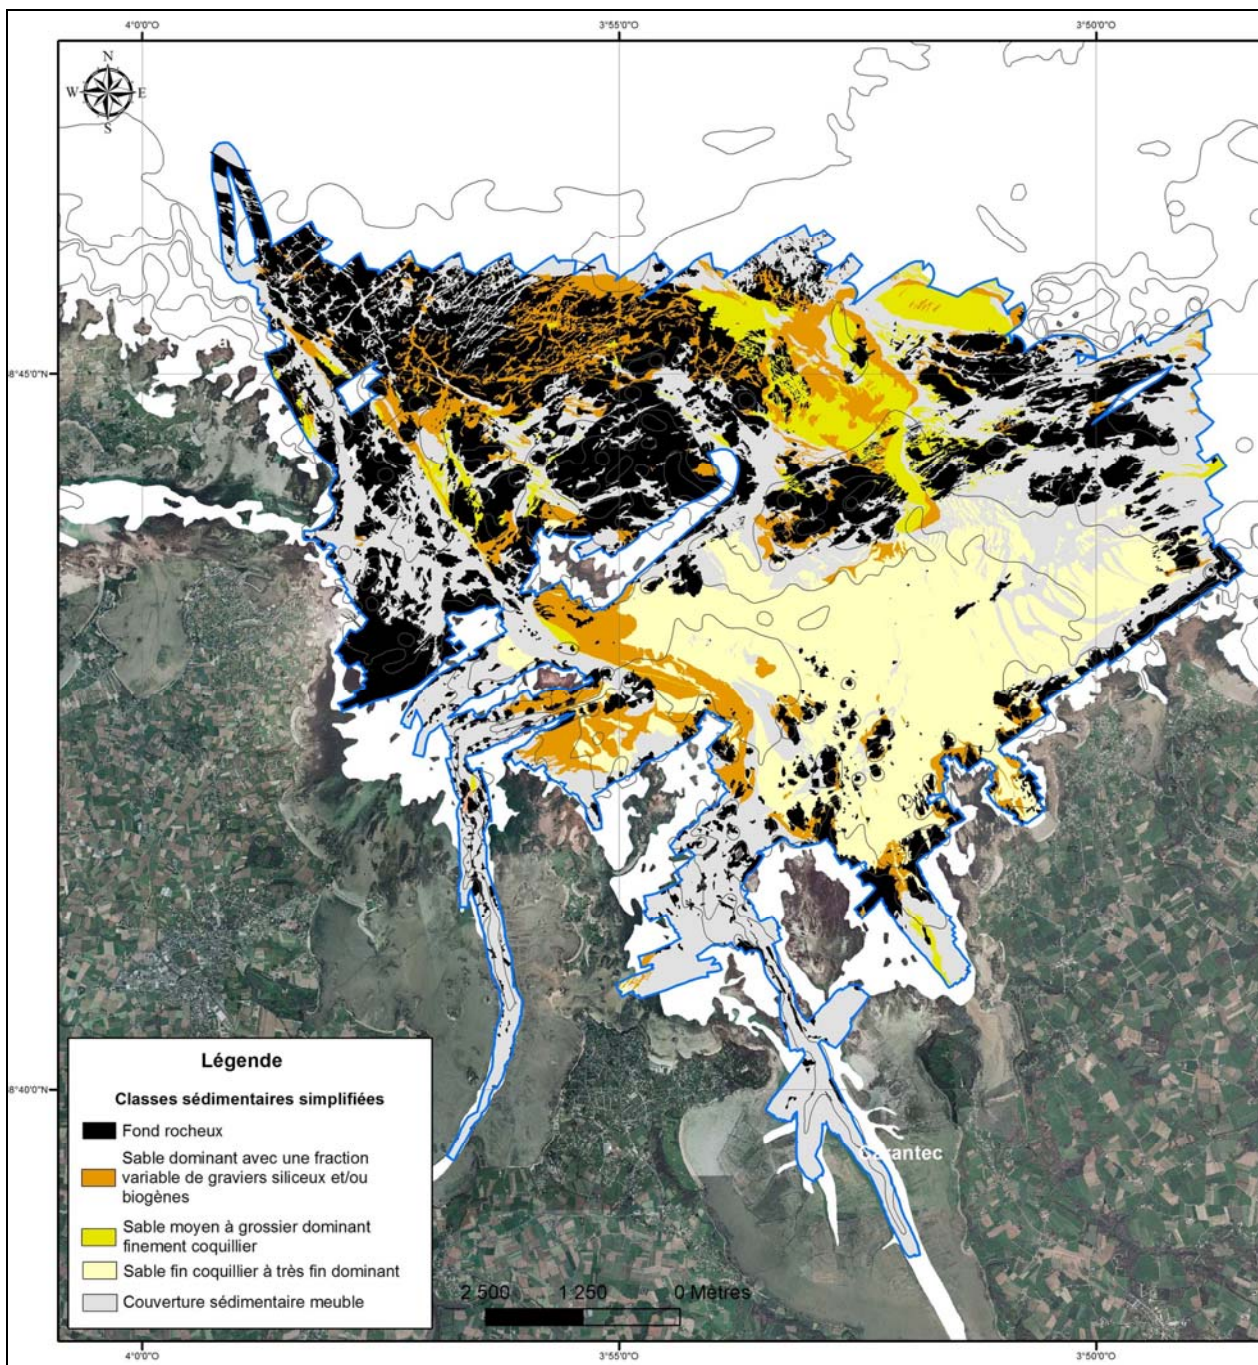 4°0'0"O 3°55'0"O 3°50'0"O
N
W E
S
8°45'0"N
8°40'0"N
Légende
Classes sédimentaires simplifiées
Fond rocheux
Sable dominant avec une fraction
variable de graviers siliceux et/ou
biogènes
Sable moyen à grossier dominant
finement coquillier
Sable fin coquillier à très fin dominant
Couverture sédimentaire meuble
Carantec
2 500 1 250 0 Mètres
4°0'0"O 3°55'0"O 3°50'0"O